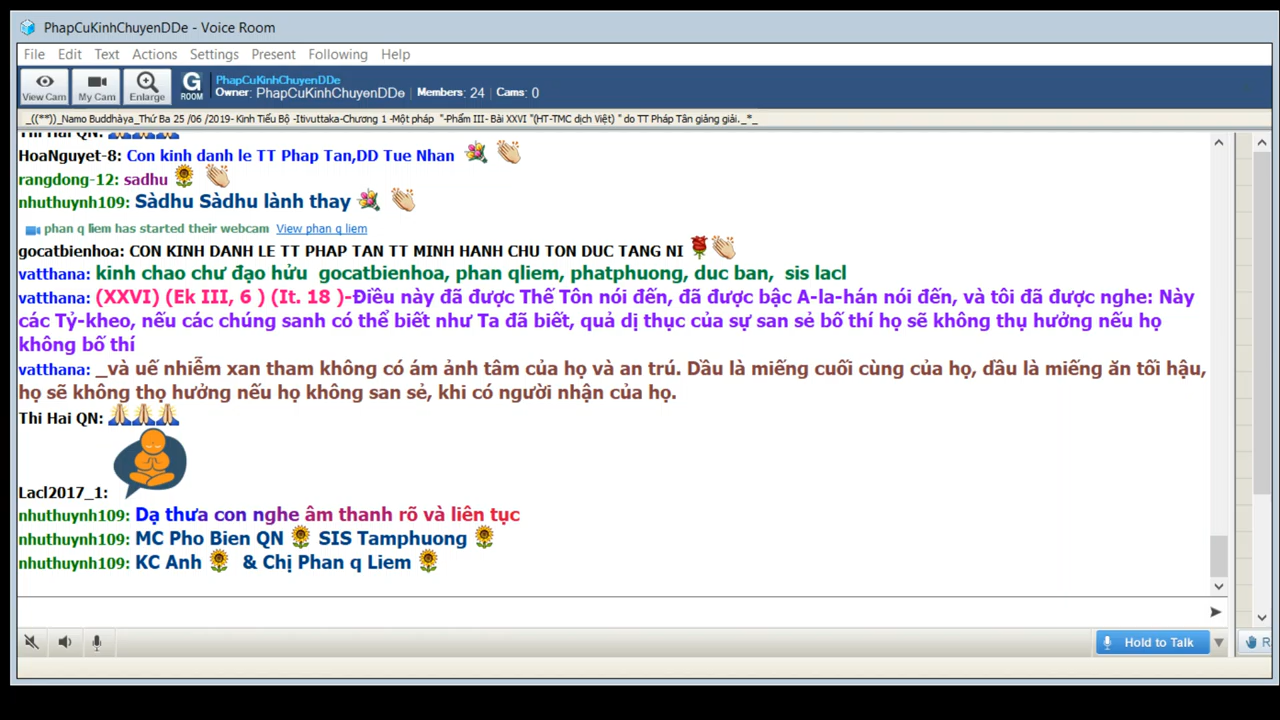 PhapCuKinhChuyenDDe - Voice Room
File Edit Text Actions Settings Present Following Help
View Cam My Cam Enlarge G ROOM
PhapCuKinhChuyenDDe
Owner: PhapCuKinhChuyenDDe Members: 24 Cams: 0
_((**))_Namo Buddhàya_Thứ Ba 25 /06 /2019- Kinh Tiểu Bộ -Itivuttaka-Chương 1 -Một pháp "-Phẩm III- Bài XXVI "(HT-TMC dịch Việt) " do TT Pháp Tân giảng giải._*_
Thi Hai QN:
HoaNguyet-8: Con kinh danh le TT Phap Tan,DD Tue Nhan
rangdong-12: sadhu
nhuthuynh109: Sàdhu Sàdhu lành thay
phan q liem has started their webcam View phan q liem
gocatbienhoa: CON KINH DANH LE TT PHAP TAN TT MINH HANH CHU TON DUC TANG NI
vatthana: kinh chao chư đạo hửu gocatbienhoa, phan qliem, phatphuong, duc ban, sis lacl
vatthana: (XXVI) (Ek III, 6 ) (It. 18 )-Điều này đã được Thế Tôn nói đến, đã được bậc A-la-hán nói đến, và tôi đã được nghe: Này
các Tỷ-kheo, nếu các chúng sanh có thể biết như Ta đã biết, quả dị thục của sự san sẻ bố thí họ sẽ không thụ hưởng nếu họ
không bố thí
vatthana: _và uế nhiễm xan tham không có ám ảnh tâm của họ và an trú. Dầu là miếng cuối cùng của họ, dầu là miếng ăn tối hậu,
họ sẽ không thọ hưởng nếu họ không san sẻ, khi có người nhận của họ.
Thi Hai QN:
Lacl2017_1:
nhuthuynh109: Dạ thưa con nghe âm thanh rõ và liên tục
nhuthuynh109: MC Pho Bien QN SIS Tamphuong
nhuthuynh109: KC Anh & Chị Phan q Liem
Hold to Talk R